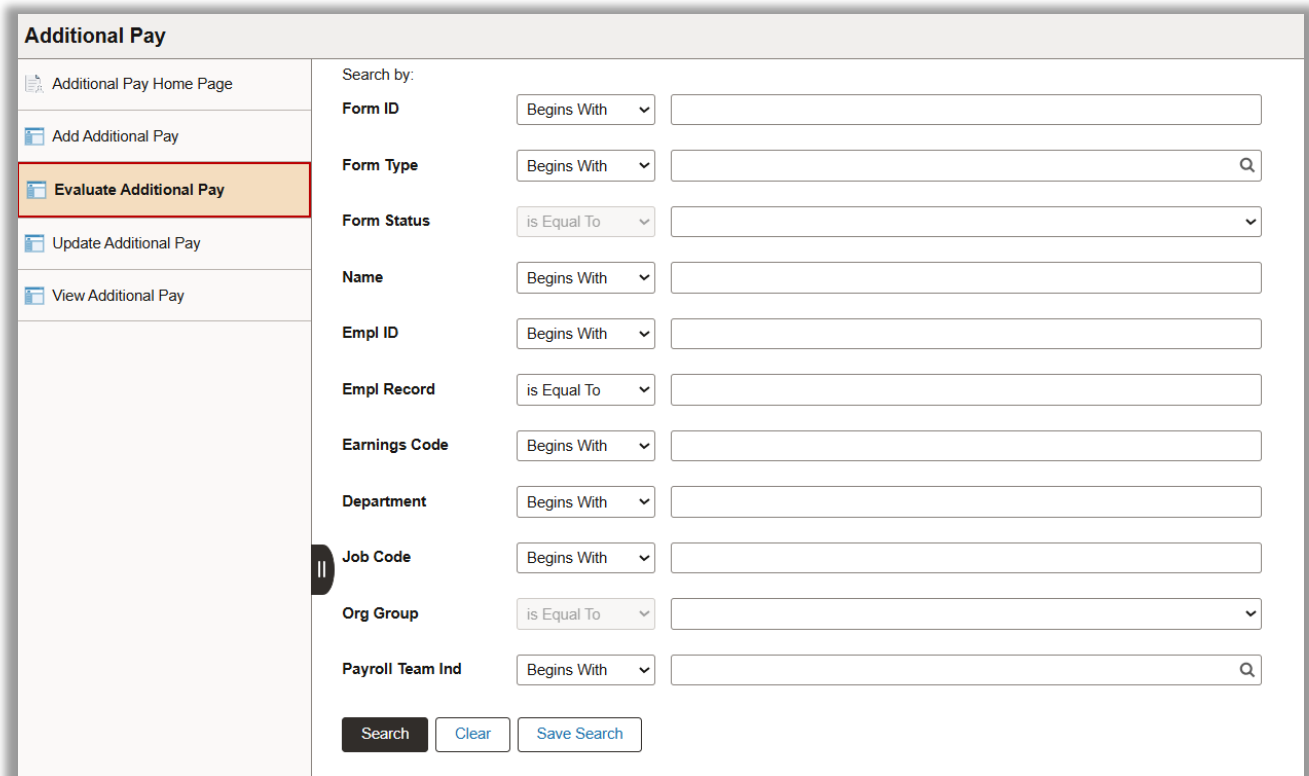 Additional Pay
Additional Pay Home Page
Add Additional Pay
Evaluate Additional Pay
Update Additional Pay
View Additional Pay
Search by:
Form ID Begins With
Form Type Begins With
Form Status is Equal To
Name Begins With
Empl ID Begins With
Empl Record is Equal To
Earnings Code Begins With
Department Begins With
Job Code Begins With
Org Group is Equal To
Payroll Team Ind Begins With
Search Clear Save Search